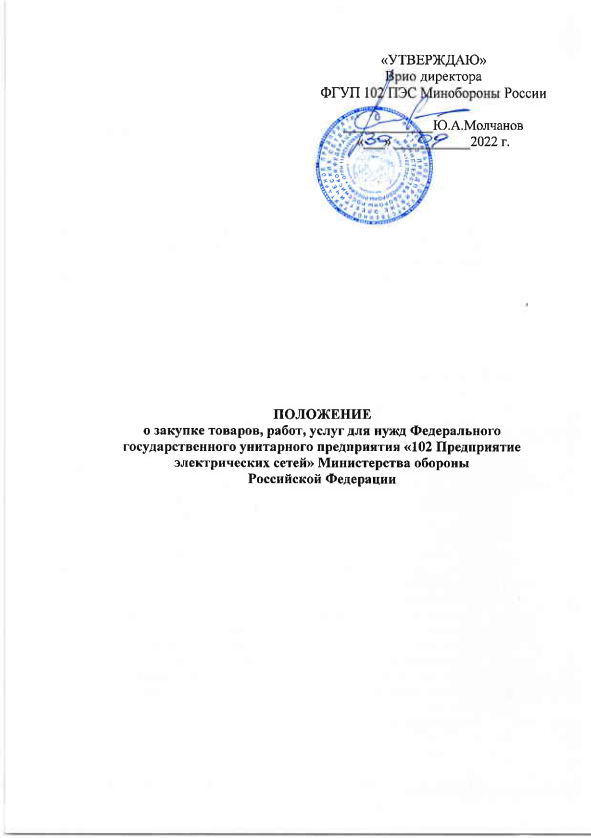 «УТВЕРЖДАЮ»
Врио директора
ФГУП 102 ПЭС Минобороны России
Ю.А.Молчанов
« » 09 2022 г.
ПОЛОЖЕНИЕ
о закупке товаров, работ, услуг для нужд Федерального
государственного унитарного предприятия «102 Предприятие
электрических сетей» Министерства обороны
Российской Федерации